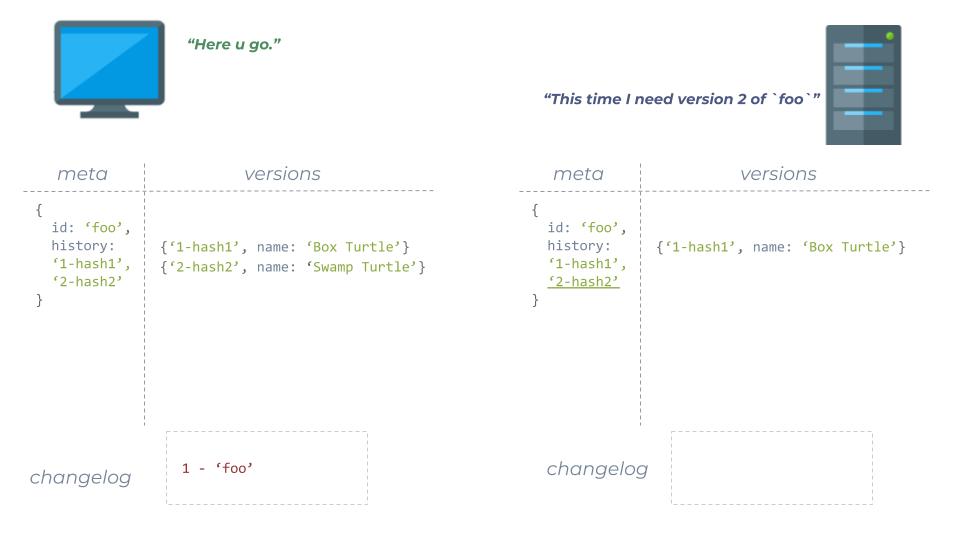 “Here u go.”
“This time I need version 2 of `foo`”
meta
versions
{
id: ‘foo’,
history:
‘1-hash1’,
‘2-hash2’
}
{‘1-hash1’, name: ‘Box Turtle’}
{‘2-hash2’, name: ‘Swamp Turtle’}
changelog
1 - ‘foo’
meta
versions
{
id: ‘foo’,
history:
‘1-hash1’,
‘2-hash2’
}
{‘1-hash1’, name: ‘Box Turtle’}
changelog